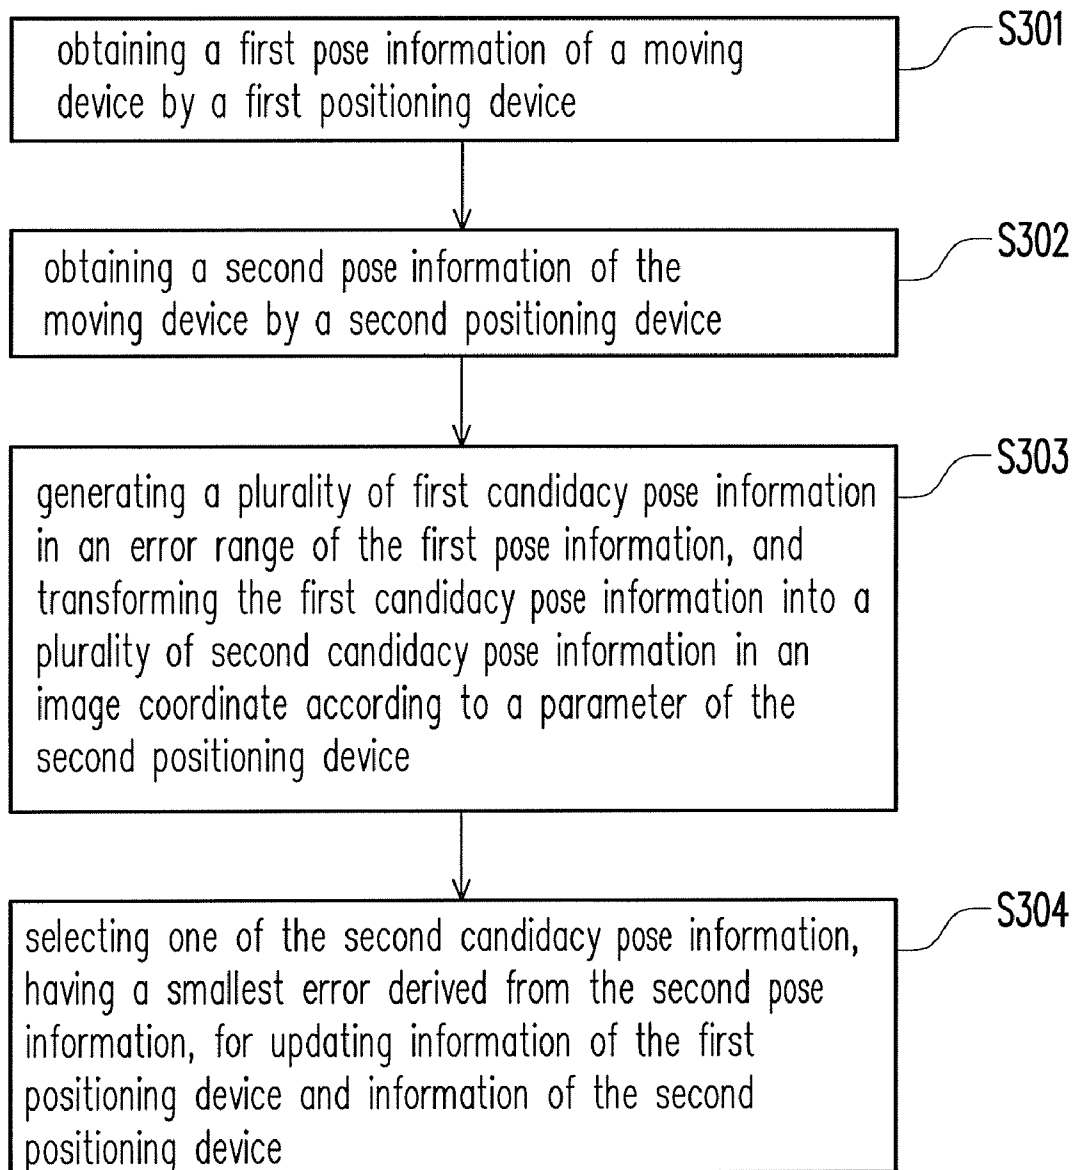 obtaining a first pose information of a moving
device by a first positioning device
S301
obtaining a second pose information of the
moving device by a second positioning device
S302
generating a plurality of first candidacy pose information
in an error range of the first pose information, and
transforming the first candidacy pose information into a
plurality of second candidacy pose information in an
image coordinate according to a parameter of the
second positioning device
S303
selecting one of the second candidacy pose information,
having a smallest error derived from the second pose
information, for updating information of the first
positioning device and information of the second
positioning device
S304